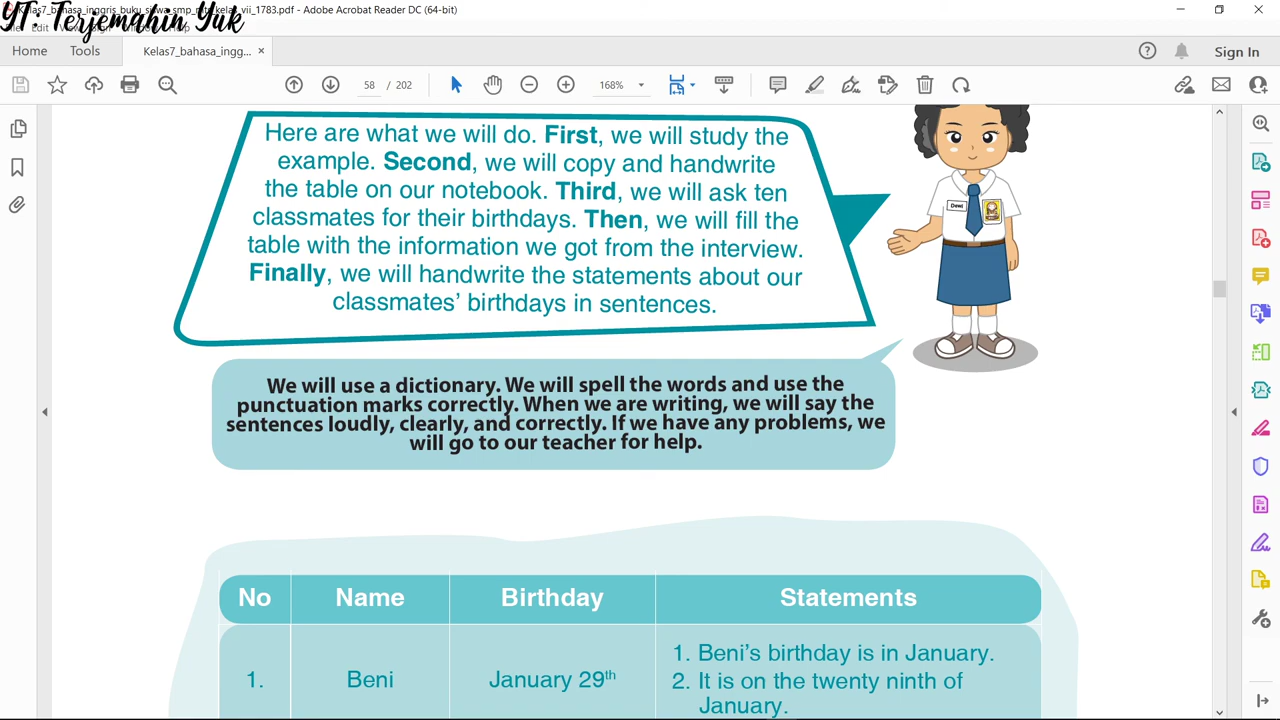 YT: Terjemahin Yuk
Kelas7_bahasa_inggris_buku_siswa_smp_mts_kelas_vii_1783.pdf - Adobe Acrobat Reader DC (64-bit)
Home Tools Kelas7_bahasa_ingg... × Sign In
58 / 202 168%
Here are what we will do. First, we will study the
example. Second, we will copy and handwrite
the table on our notebook. Third, we will ask ten
classmates for their birthdays. Then, we will fill the
table with the information we got from the interview.
Finally, we will handwrite the statements about our
classmates' birthdays in sentences.
Dewi
We will use a dictionary. We will spell the words and use the
punctuation marks correctly. When we are writing, we will say the
sentences loudly, clearly, and correctly. If we have any problems, we
will go to our teacher for help.
No Name Birthday Statements
1. Beni January 29th
1. Beni's birthday is in January.
2. It is on the twenty ninth of
January.